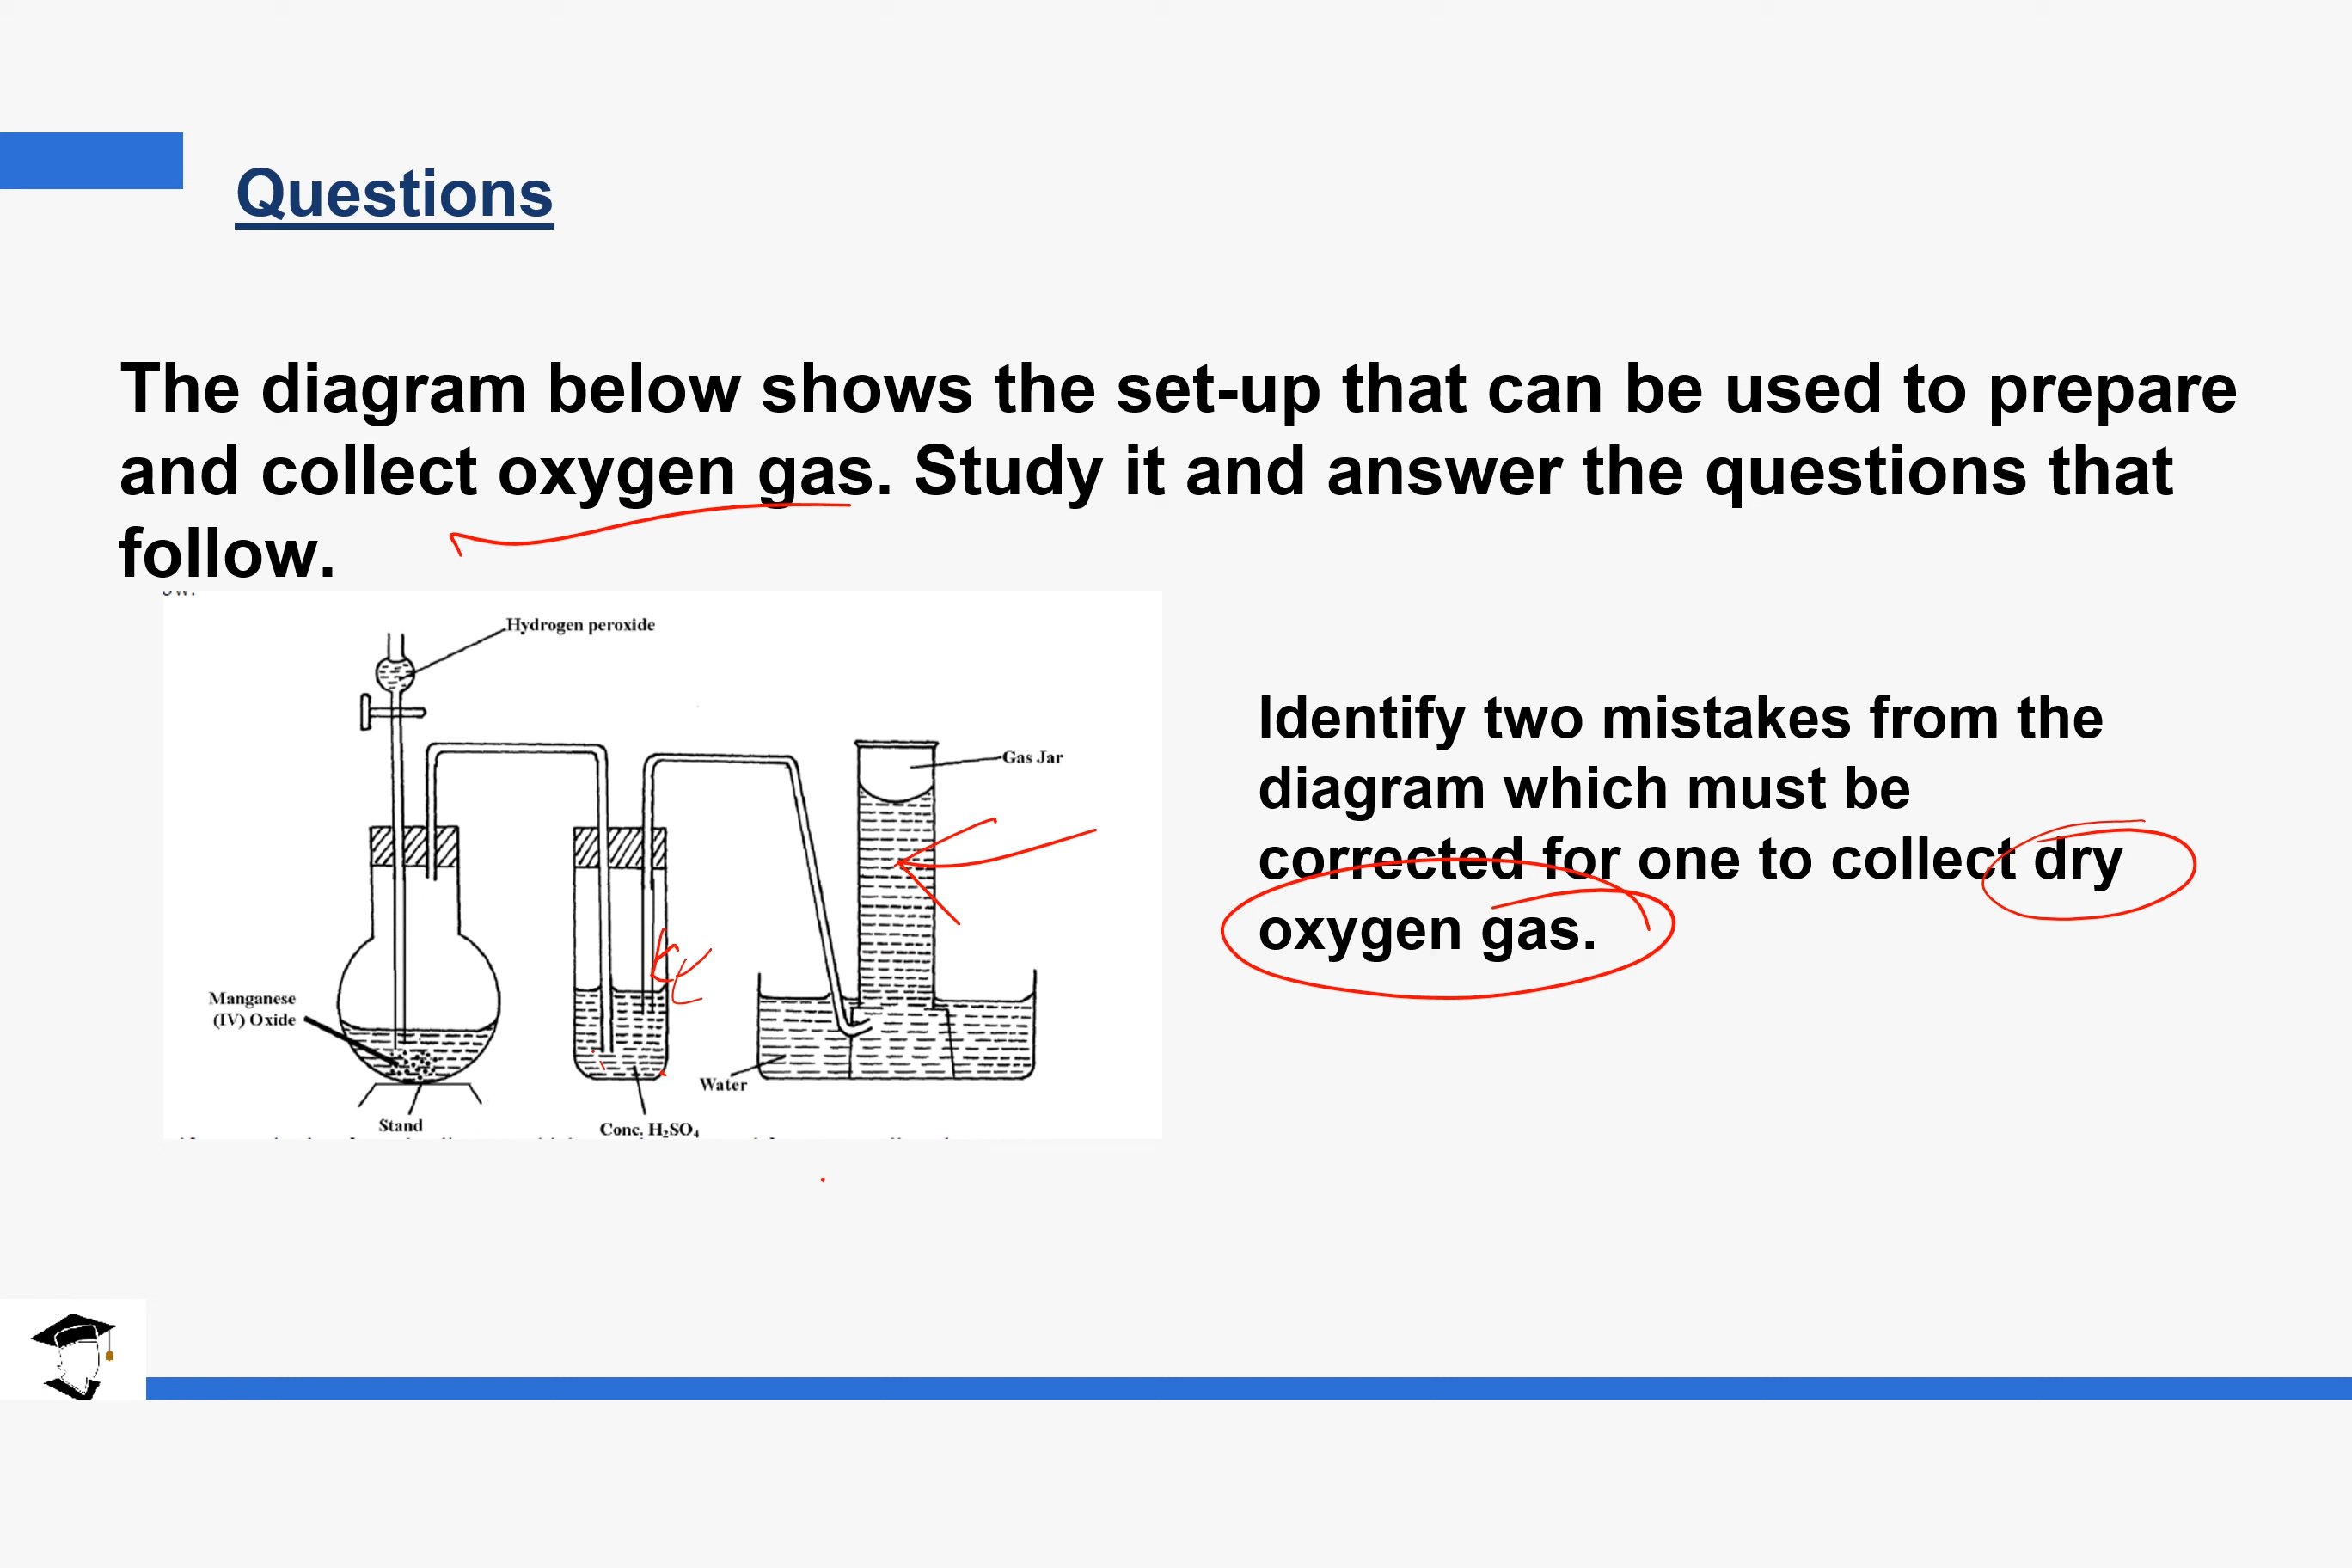 Questions
The diagram below shows the set-up that can be used to prepare
and collect oxygen gas. Study it and answer the questions that
follow.
Hydrogen peroxide
Gas Jar
Manganese
(IV) Oxide
Water
Stand
Conc. H₂SO₄
Identify two mistakes from the
diagram which must be
corrected for one to collect dry
oxygen gas.